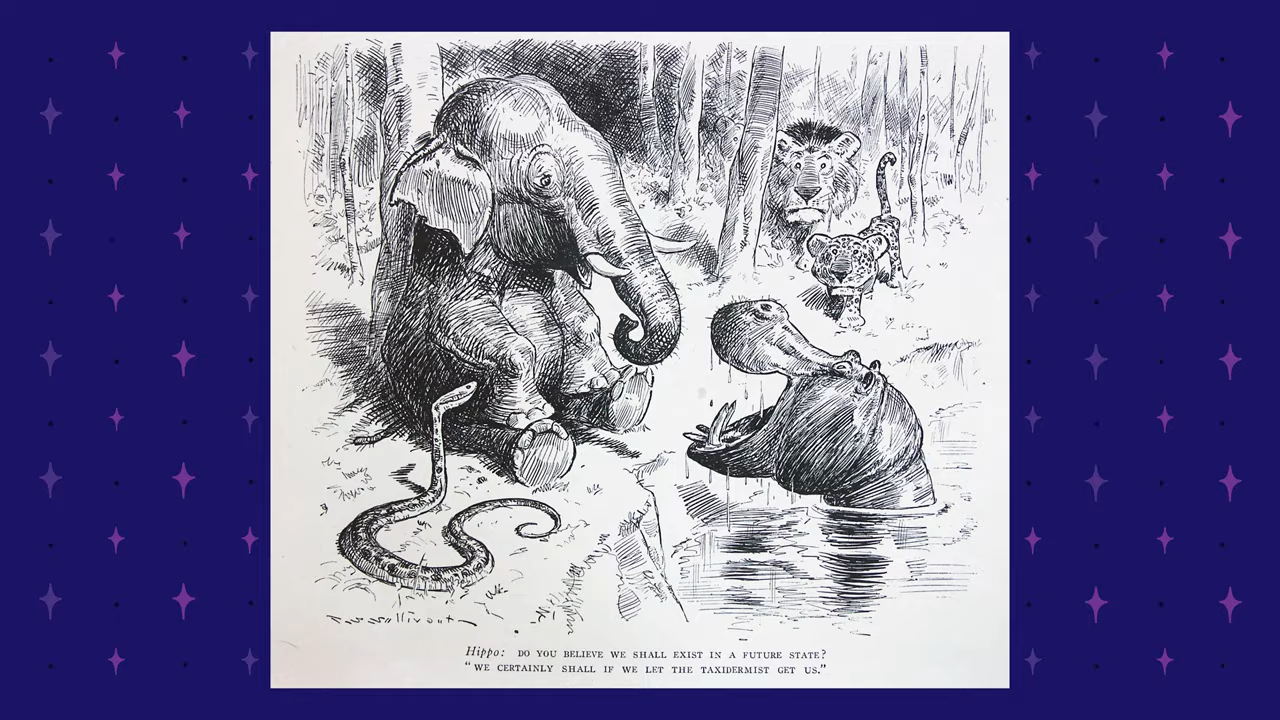 T.S. Sullivant
Hippo: DO YOU BELIEVE WE SHALL EXIST IN A FUTURE STATE?
“WE CERTAINLY SHALL IF WE LET THE TAXIDERMIST GET US.”